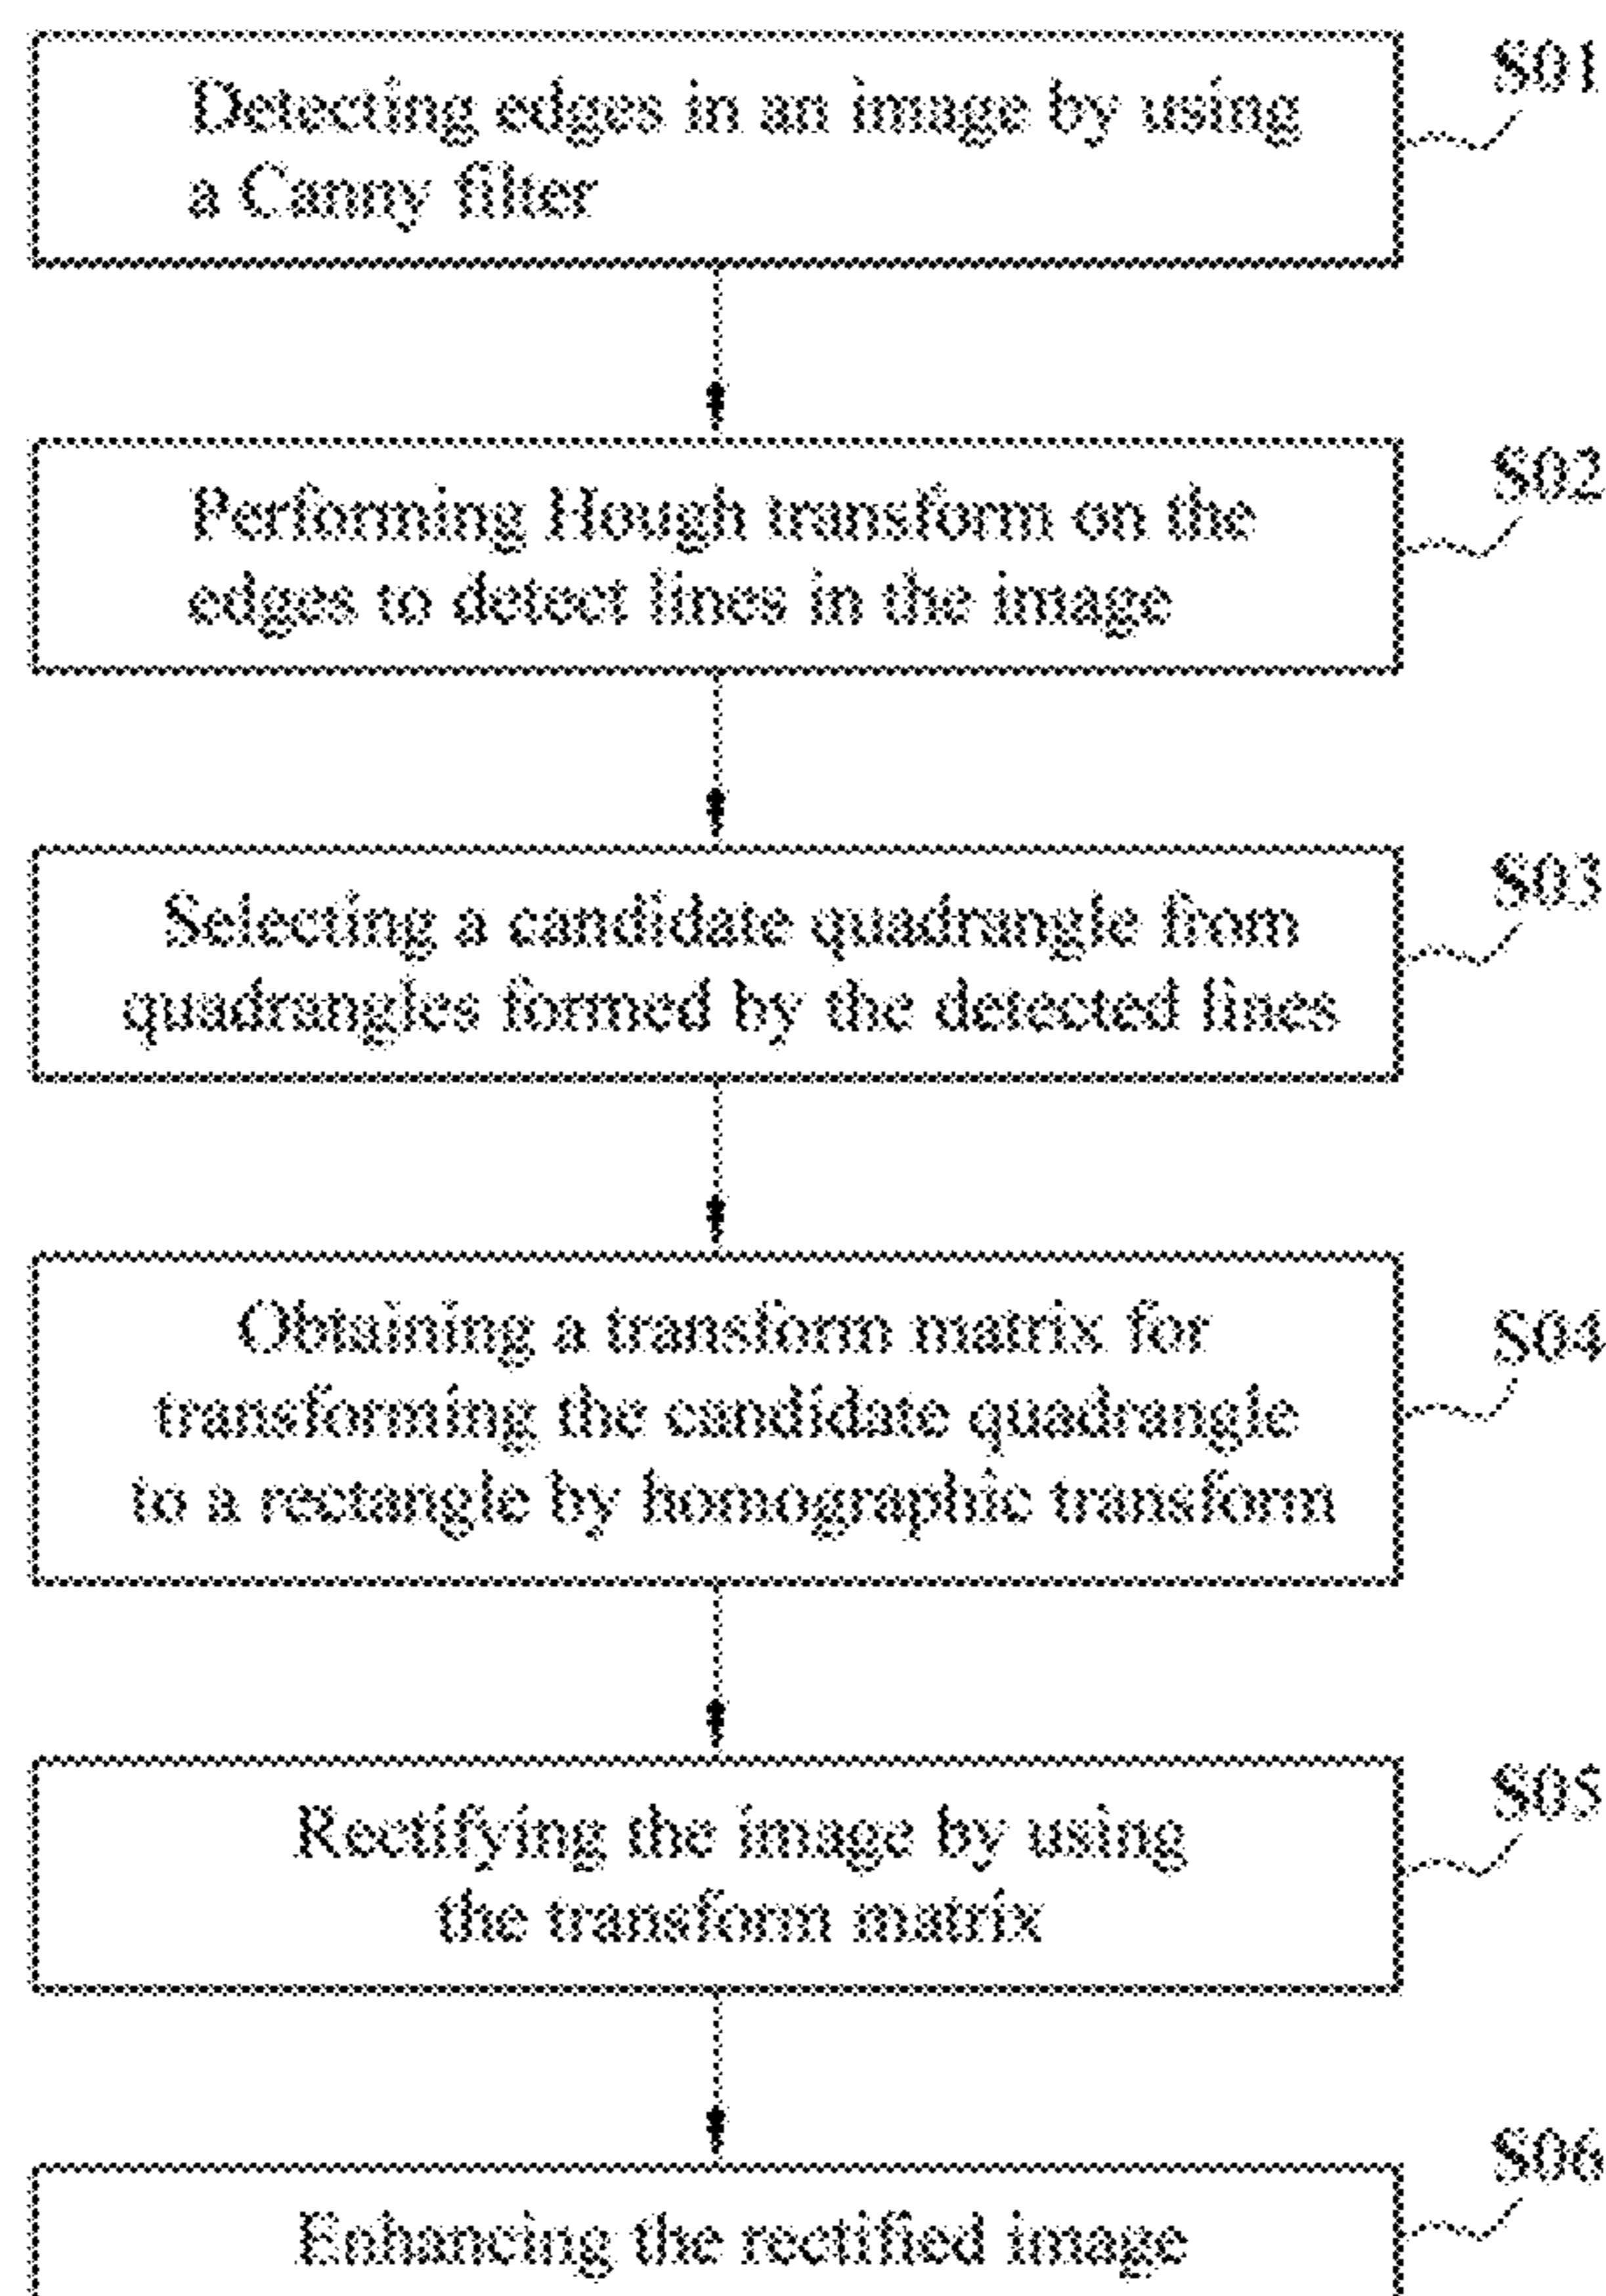 S01
Detecting edges in an image by using
a Canny filter
S02
Performing Hough transform on the
edges to detect lines in the image
S03
Selecting a candidate quadrangle from
quadrangles formed by the detected lines
S04
Obtaining a transform matrix for
transforming the candidate quadrangle
to a rectangle by homographic transform
S05
Rectifying the image by using
the transform matrix
S06
Enhancing the rectified image